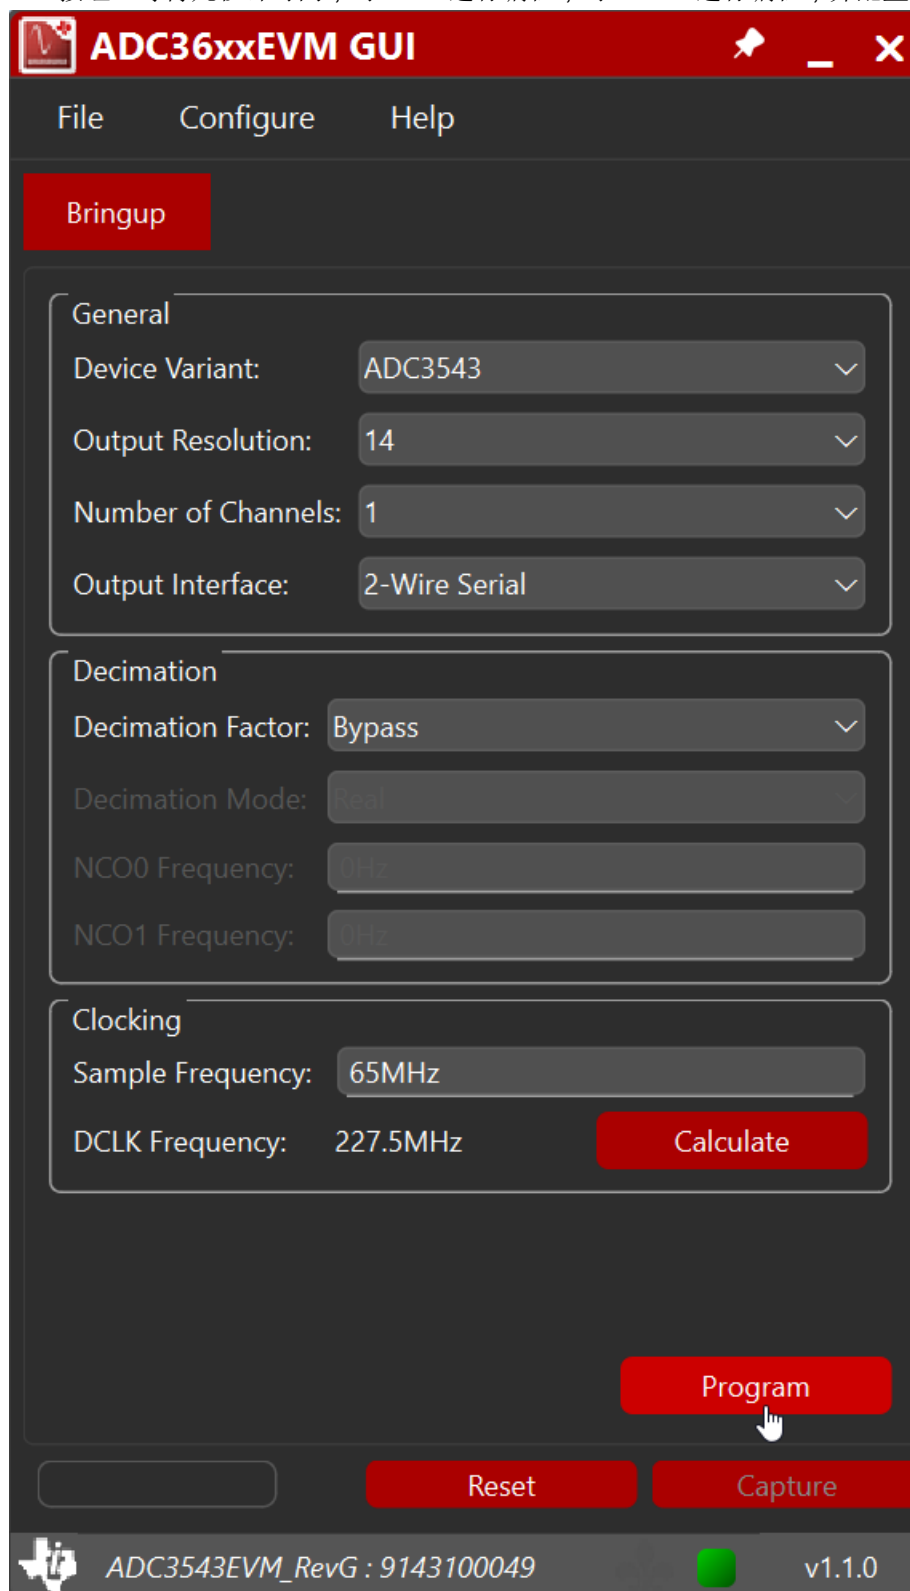 ADC36xxEVM GUI
File Configure Help
Bringup
General
Device Variant: ADC3543
Output Resolution: 14
Number of Channels: 1
Output Interface: 2-Wire Serial
Decimation
Decimation Factor: Bypass
Decimation Mode: Real
NCO0 Frequency: 0Hz
NCO1 Frequency: 0Hz
Clocking
Sample Frequency: 65MHz
DCLK Frequency: 227.5MHz Calculate
Program
Reset Capture
ADC3543EVM_RevG : 9143100049 v1.1.0